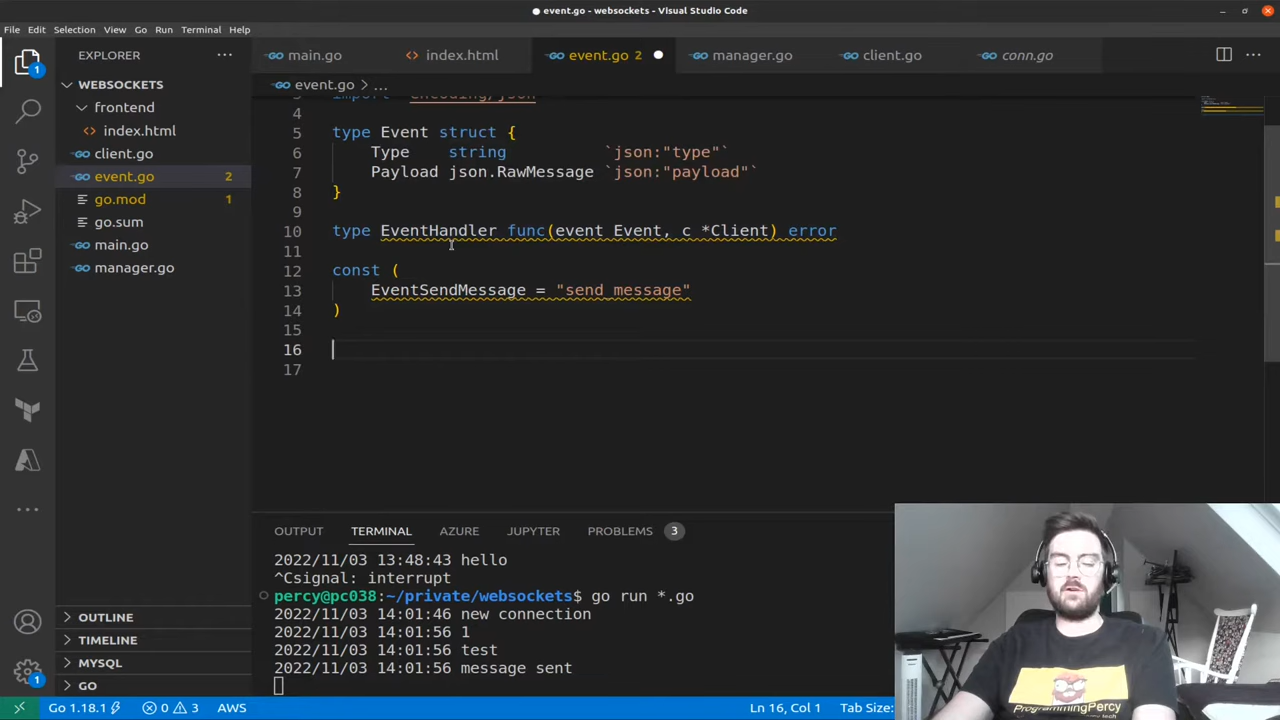 ● event.go - websockets - Visual Studio Code
File Edit Selection View Go Run Terminal Help
EXPLORER
main.go index.html event.go 2 manager.go client.go conn.go
WEBSOCKETS
event.go > ...
frontend
index.html
client.go
event.go 2
go.mod 1
go.sum
main.go
manager.go
3 import "encoding/json"
4
5 type Event struct {
6 Type string `json:"type"`
7 Payload json.RawMessage `json:"payload"`
8 }
9
10 type EventHandler func(event Event, c *Client) error
11
12 const (
13 EventSendMessage = "send_message"
14 )
15
16
17
OUTPUT TERMINAL AZURE JUPYTER PROBLEMS 3
2022/11/03 13:48:43 hello
^Csignal: interrupt
percy@pc038:~/private/websockets$ go run *.go
2022/11/03 14:01:46 new connection
2022/11/03 14:01:56 1
2022/11/03 14:01:56 test
2022/11/03 14:01:56 message sent
OUTLINE
TIMELINE
MYSQL
GO
1
1
ProgrammingPercy
Go 1.18.1 0 3 AWS Ln 16, Col 1 Tab Size: